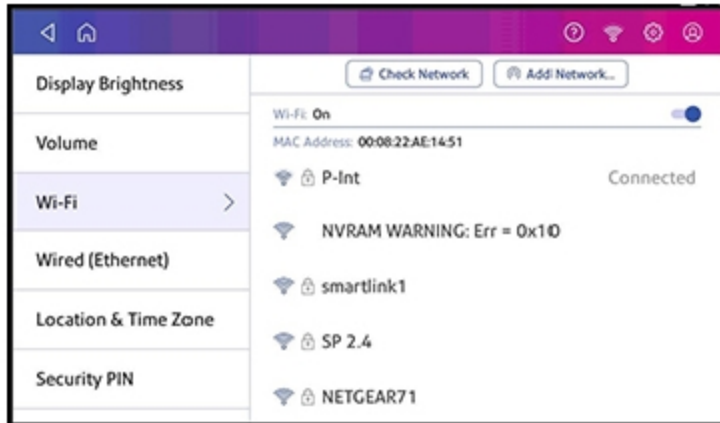 Display Brightness
Volume
Wi-Fi
Wired (Ethernet)
Location & Time Zone
Security PIN
Check Network
Add Network...
Wi-Fi: On
MAC Address: 00:08:22:AE:14:51
P-Int Connected
NVRAM WARNING: Err = 0x10
smartlink1
SP 2.4
NETGEAR71